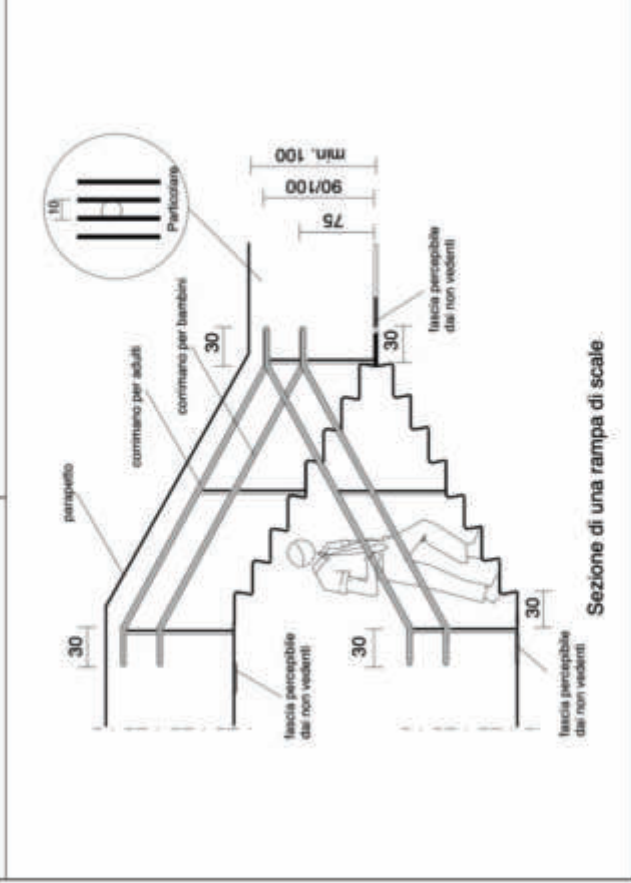 10
Particolare
parapetto
corrimano per adulti
corrimano per bambini
30
30
min. 100
90/100
75
fascia percepibile
dai non vedenti
30
fascia percepibile
dai non vedenti
30
30
fascia percepibile
dai non vedenti
Sezione di una rampa di scale